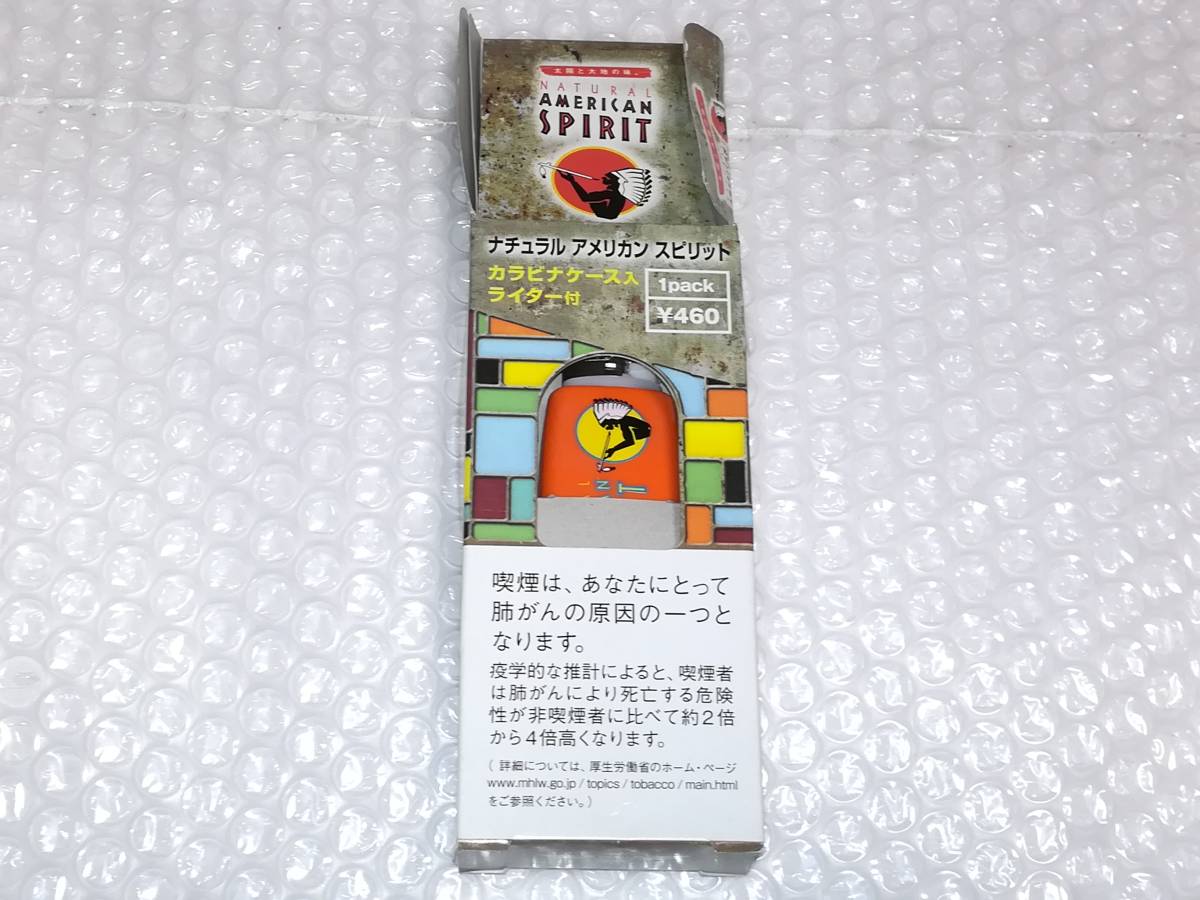 太陽と大地の味。
NATURAL
AMERICAN
SPIRIT
ナチュラル アメリカン スピリット
カラビナケース入
ライター付
1pack
¥460
喫煙は、あなたにとって
肺がんの原因の一つと
なります。
疫学的な推計によると、喫煙者
は肺がんにより死亡する危険
性が非喫煙者に比べて約2倍
から4倍高くなります。
( 詳細については、厚生労働省のホーム・ページ
www.mhlw.go.jp / topics / tobacco / main.html
をご参照ください。)